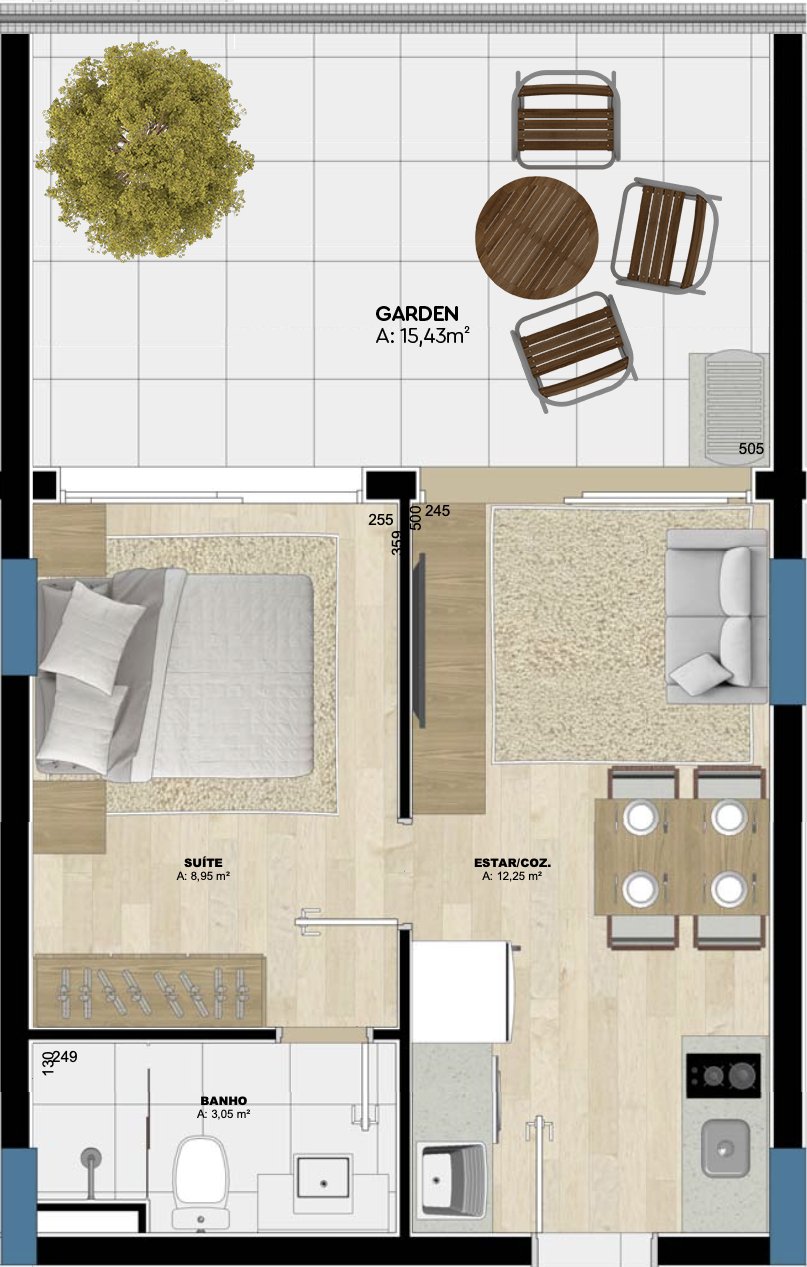 GARDEN
A: 15,43m²
505
255
359
500
245
SUÍTE
A: 8,95 m²
ESTAR/COZ.
A: 12,25 m²
130
249
BANHO
A: 3,05 m²